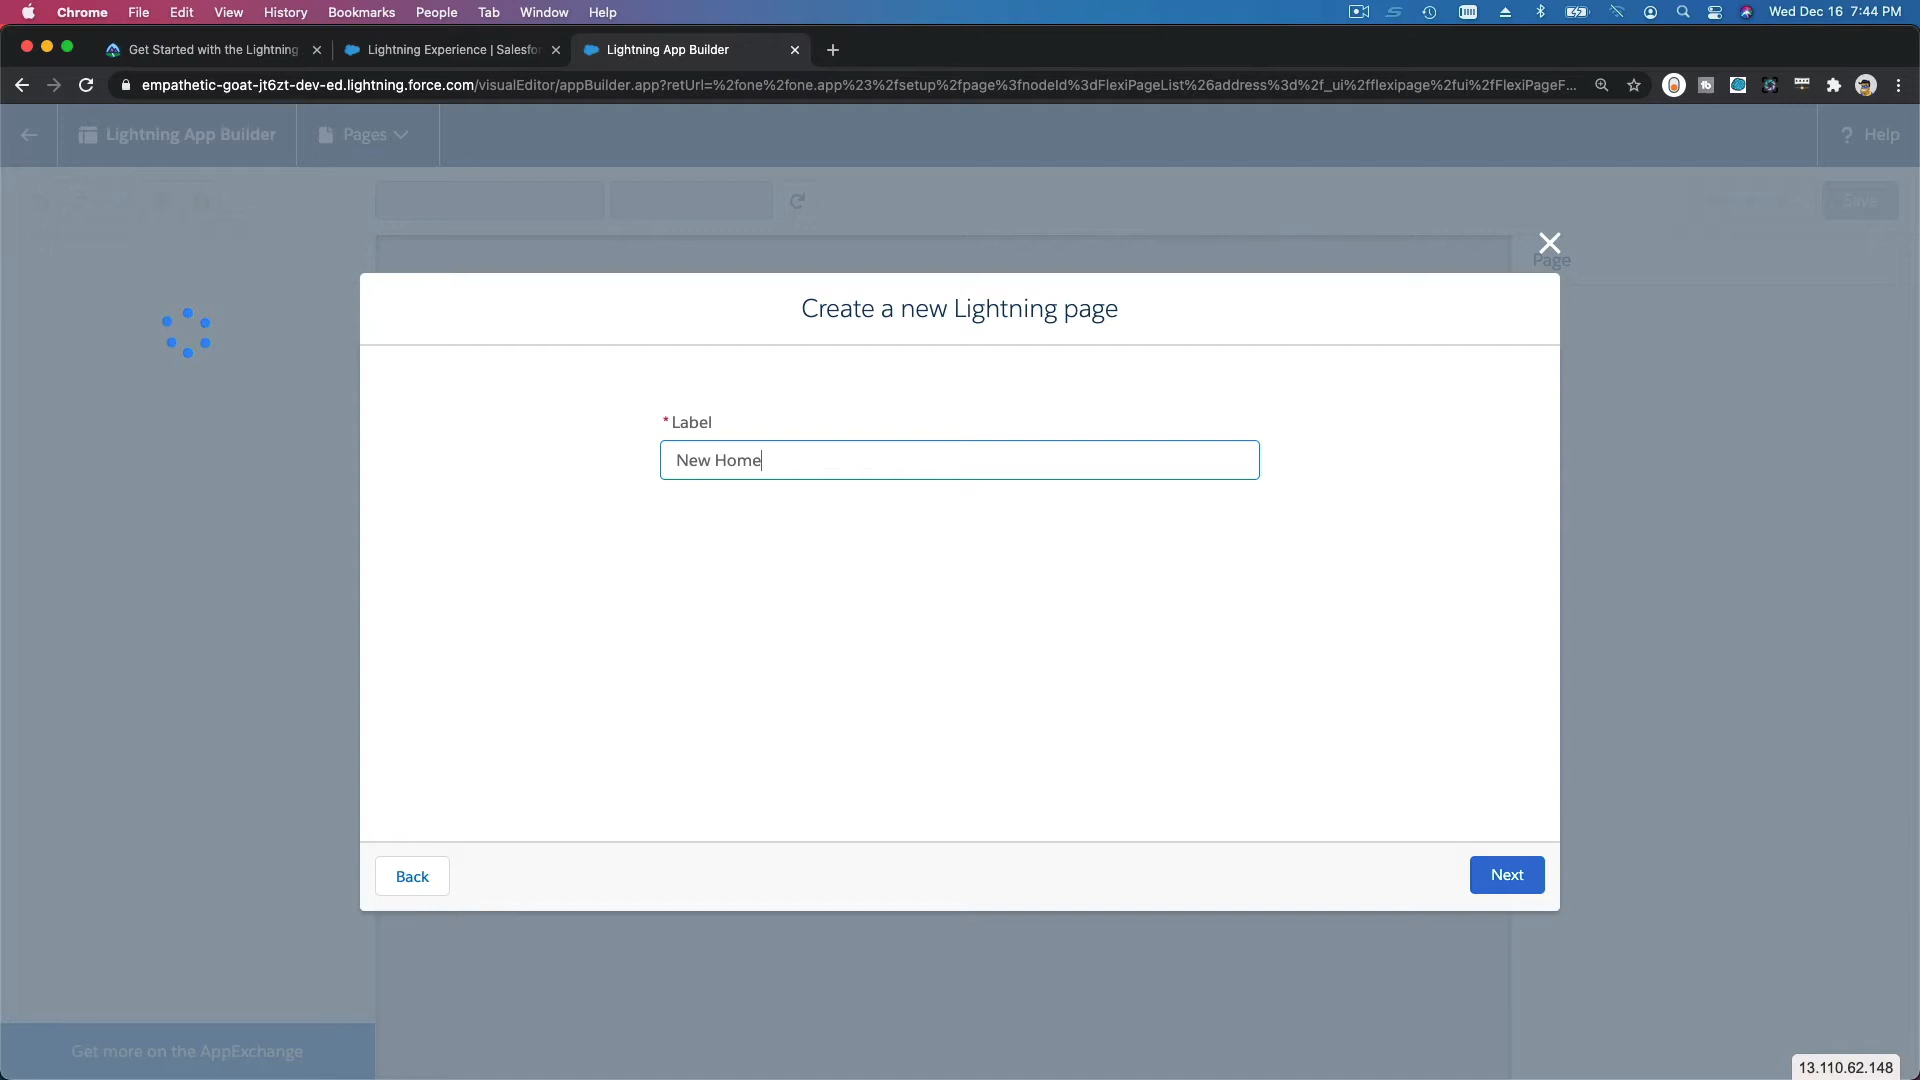 Chrome File Edit View History Bookmarks People Tab Window Help Wed Dec 16 7:44 PM
Get Started with the Lightning Lightning Experience | Salesfor Lightning App Builder
empathetic-goat-jt6zt-dev-ed.lightning.force.com/visualEditor/appBuilder.app?retUrl=%2fone%2fone.app%23%2fsetup%2fpage%3fnodeId%3dFlexiPageList%26address%3d%2f_ui%2fflexipage%2fui%2fFlexiPageF...
Lightning App Builder Pages ? Help
Save
Page
Create a new Lightning page
* Label
New Home
Back Next
Get more on the AppExchange
13.110.62.148